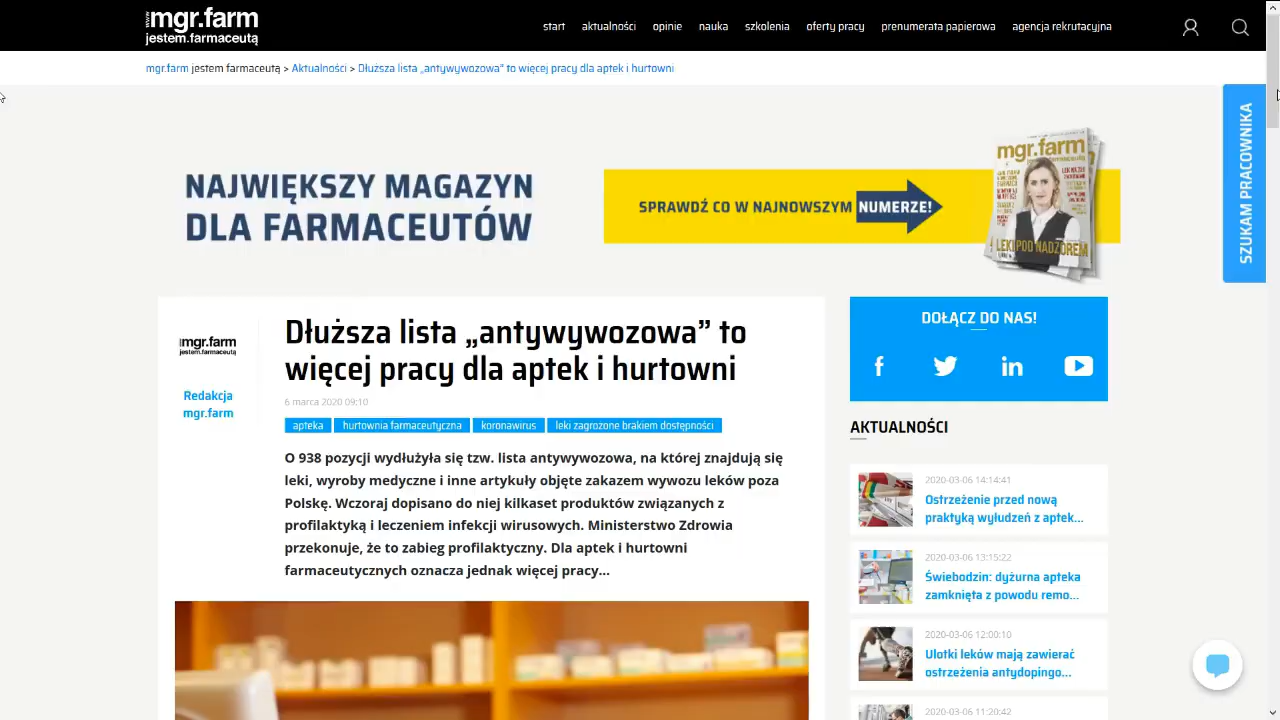 www.mgr.farm
jestem.farmaceutą
start aktualności opinie nauka szkolenia oferty pracy prenumerata papierowa agencja rekrutacyjna
mgr.farm jestem farmaceutą > Aktualności > Dłuższa lista „antywywozowa” to więcej pracy dla aptek i hurtowni
SZUKAM PRACOWNIKA
NAJWIĘKSZY MAGAZYN
DLA FARMACEUTÓW
SPRAWDŹ CO W NAJNOWSZYM NUMERZE!
mgr.farm
LEKI POD NADZOREM
mgr.farm
jestem.farmaceutą
Redakcja
mgr.farm
Dłuższa lista „antywywozowa” to
więcej pracy dla aptek i hurtowni
6 marca 2020 09:10
apteka hurtownia farmaceutyczna koronawirus leki zagrożone brakiem dostępności
O 938 pozycji wydłużyła się tzw. lista antywywozowa, na której znajdują się
leki, wyroby medyczne i inne artykuły objęte zakazem wywozu leków poza
Polskę. Wczoraj dopisano do niej kilkaset produktów związanych z
profilaktyką i leczeniem infekcji wirusowych. Ministerstwo Zdrowia
przekonuje, że to zabieg profilaktyczny. Dla aptek i hurtowni
farmaceutycznych oznacza jednak więcej pracy...
DOŁĄCZ DO NAS!
AKTUALNOŚCI
2020-03-06 14:14:41
Ostrzeżenie przed nową
praktyką wyłudzeń z aptek...
2020-03-06 13:15:22
Świebodzin: dyżurna apteka
zamknięta z powodu remo...
2020-03-06 12:00:10
Ulotki leków mają zawierać
ostrzeżenia antydopingo...
2020-03-06 11:20:42